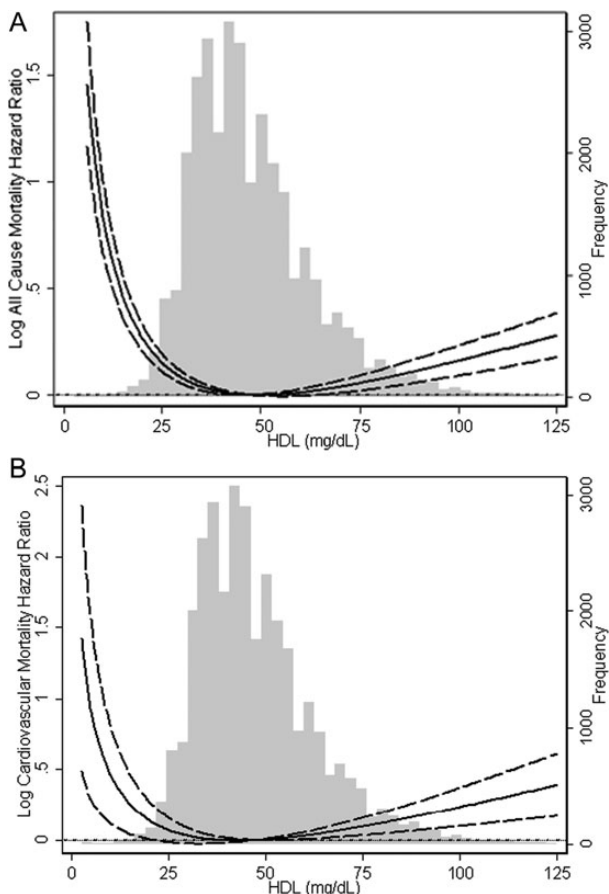 A
Log All Cause Mortality Hazard Ratio
1.5
1
.5
0
3000
2000
1000
0
Frequency
0 25 50 75 100 125
HDL (mg/dL)
B
Log Cardiovascular Mortality Hazard Ratio
2.5
2
1.5
1
.5
0
3000
2000
1000
0
Frequency
0 25 50 75 100 125
HDL (mg/dL)